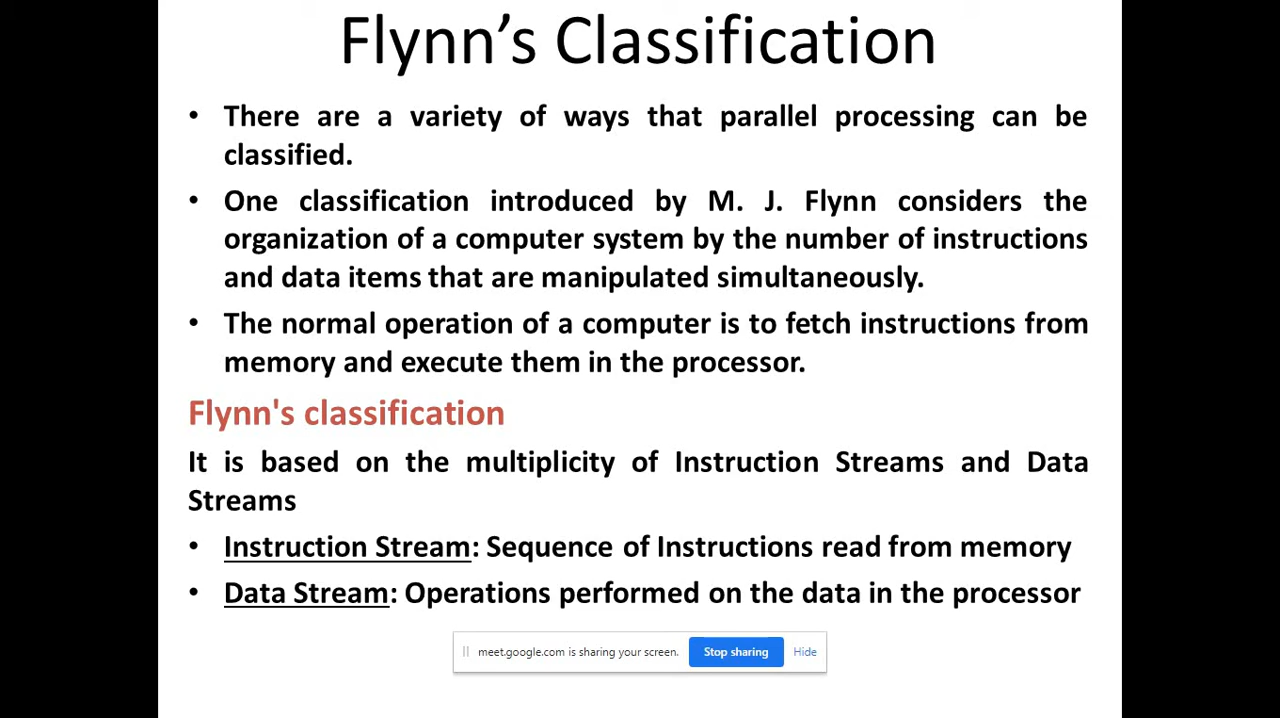 Flynn’s Classification
• There are a variety of ways that parallel processing can be
classified.
• One classification introduced by M. J. Flynn considers the
organization of a computer system by the number of instructions
and data items that are manipulated simultaneously.
• The normal operation of a computer is to fetch instructions from
memory and execute them in the processor.
Flynn's classification
It is based on the multiplicity of Instruction Streams and Data
Streams
• Instruction Stream: Sequence of Instructions read from memory
• Data Stream: Operations performed on the data in the processor
meet.google.com is sharing your screen. Stop sharing Hide